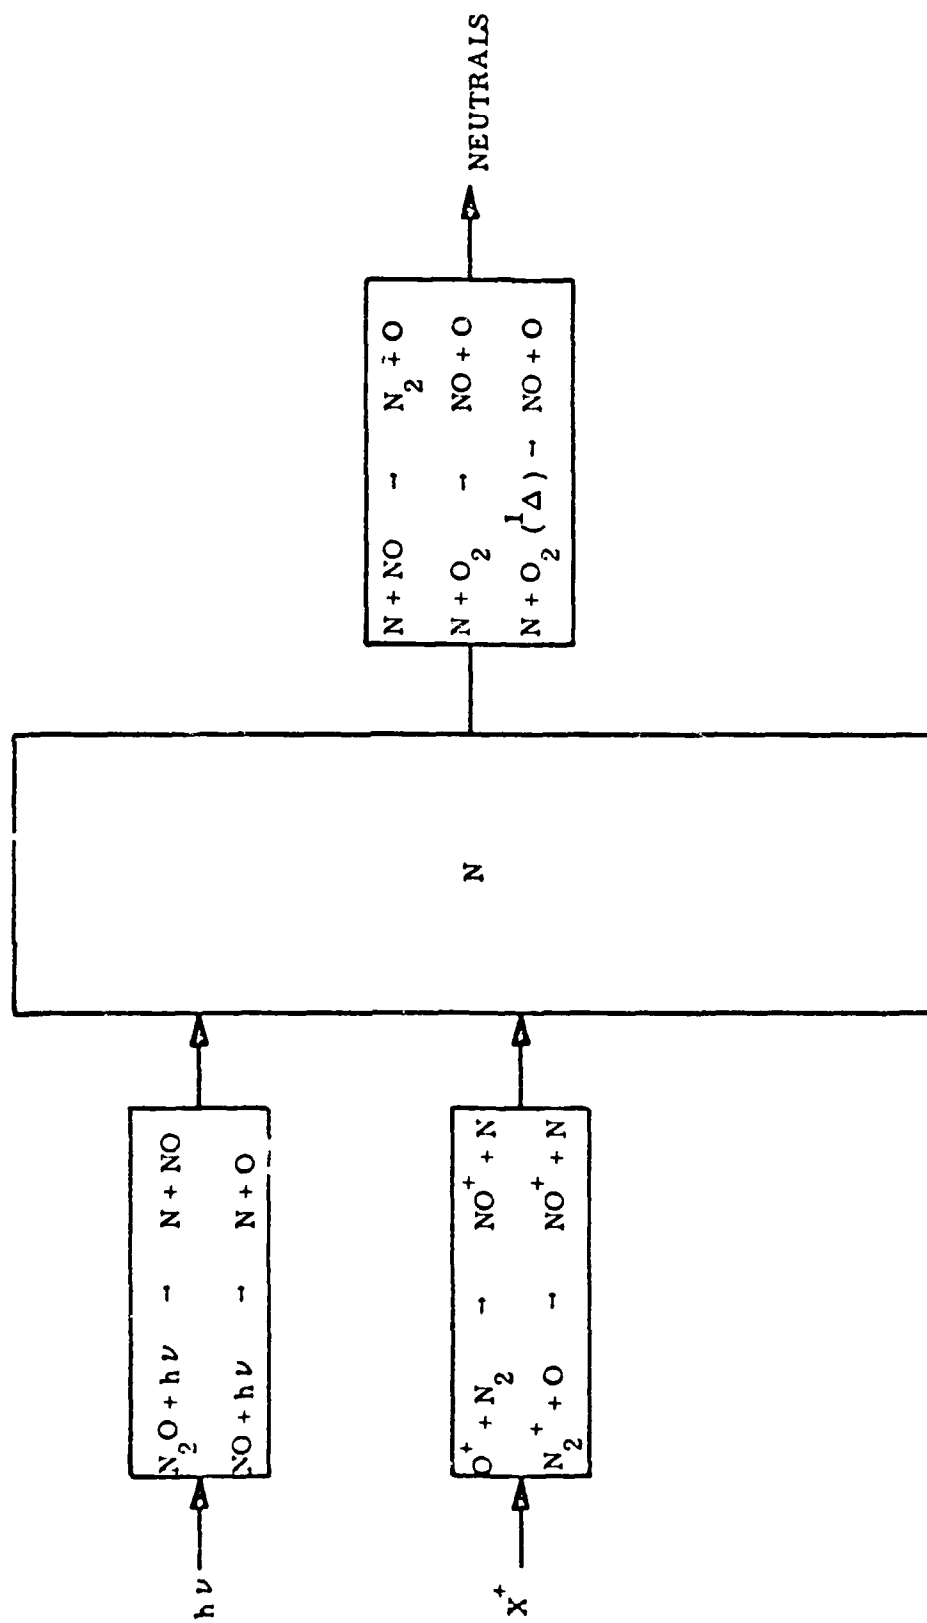 hν
N₂O + hν → N + NO
NO + hν → N + O
X⁺
O⁺ + N₂ → NO⁺ + N
N₂⁺ + O → NO⁺ + N
N
N + NO → N₂ + O
N + O₂ → NO + O
N + O₂ (¹Δ) → NO + O
NEUTRALS